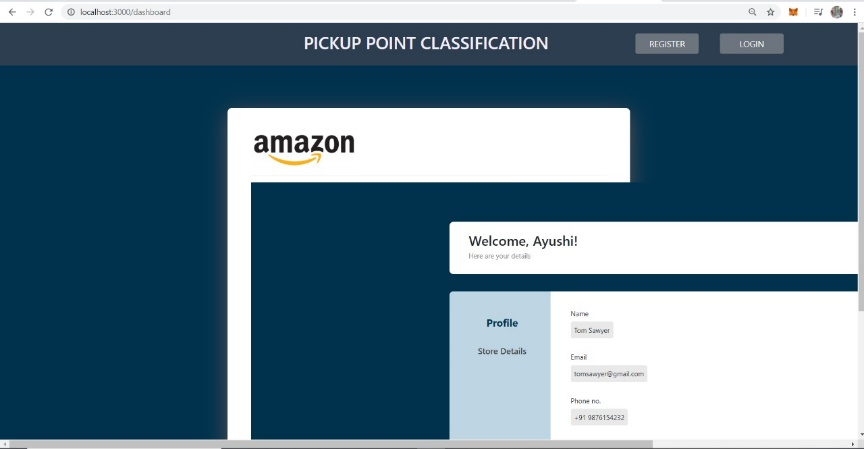 localhost:3000/dashboard
PICKUP POINT CLASSIFICATION
REGISTER
LOGIN
amazon
Welcome, Ayushi!
Here are your details
Profile
Store Details
Name
Tom Sawyer
Email
tomsawyer@gmail.com
Phone no.
+91 9876154232